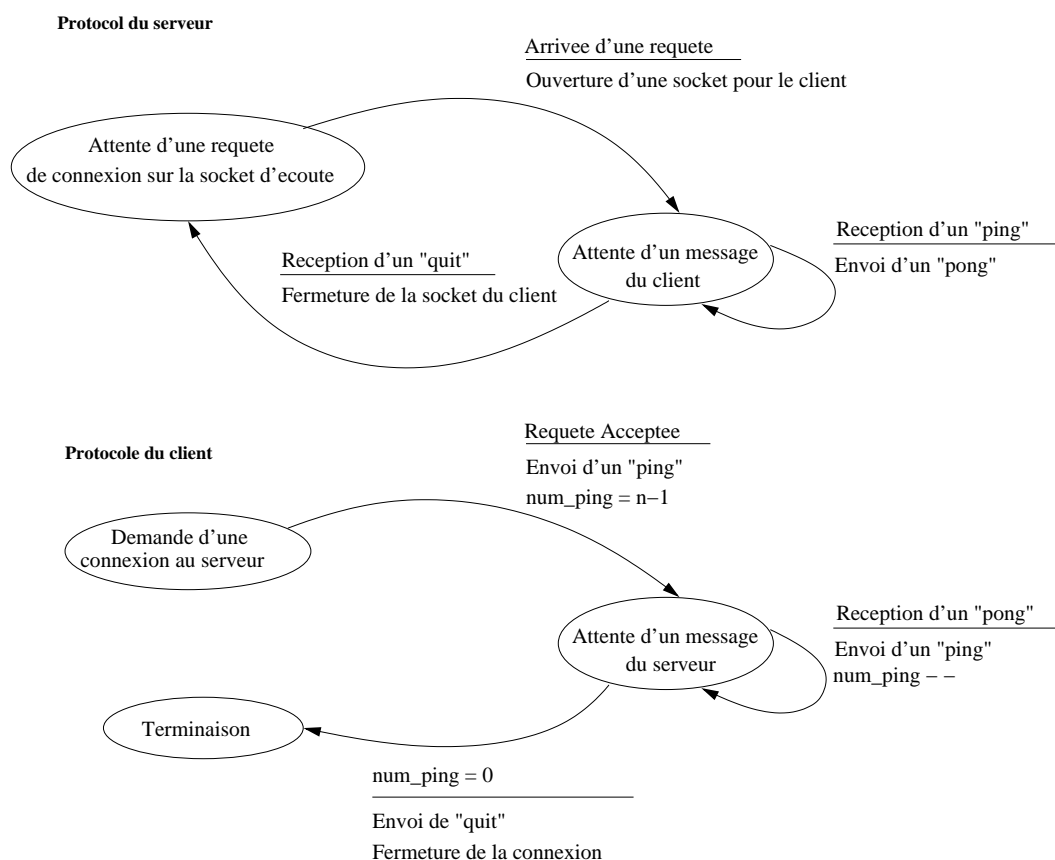 Protocol du serveur
Arrivee d'une requete
Ouverture d'une socket pour le client
Attente d'une requete
de connexion sur la socket d'ecoute
Attente d'un message
du client
Reception d'un "ping"
Envoi d'un "pong"
Reception d'un "quit"
Fermeture de la socket du client
Protocole du client
Requete Acceptee
Envoi d'un "ping"
num_ping = n−1
Demande d'une
connexion au serveur
Attente d'un message
du serveur
Reception d'un "pong"
Envoi d'un "ping"
num_ping − −
Terminaison
num_ping = 0
Envoi de "quit"
Fermeture de la connexion